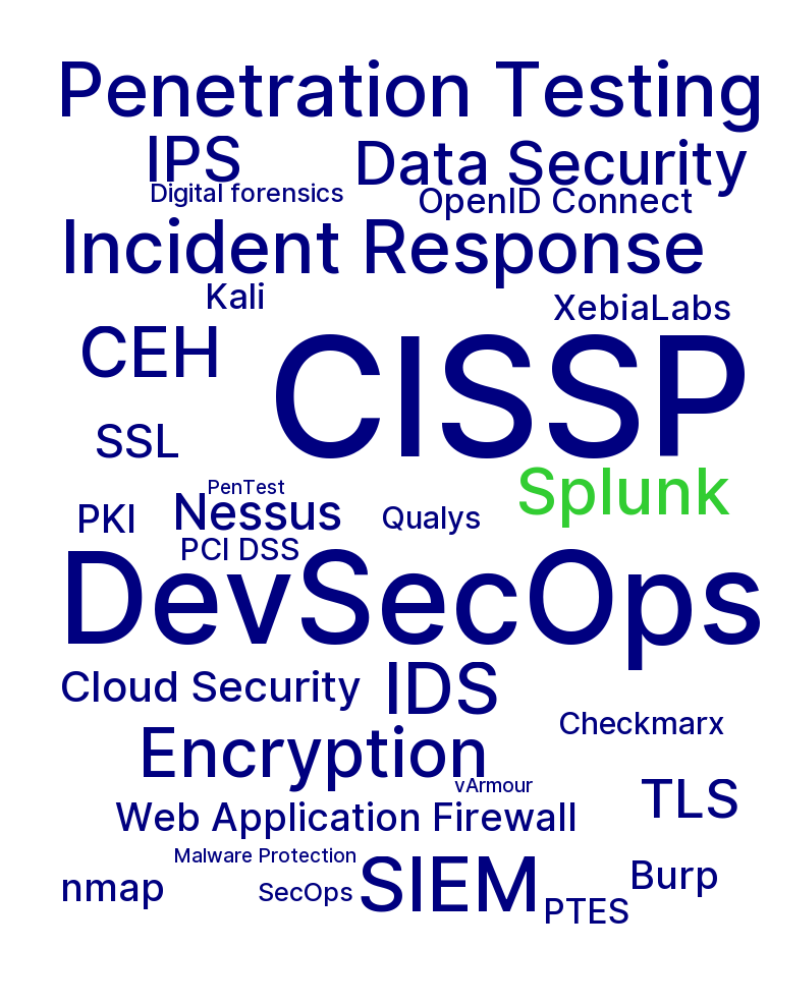 Penetration Testing
IPS
Data Security
Digital forensics
OpenID Connect
Incident Response
Kali
XebiaLabs
CEH
CISSP
SSL
Splunk
PenTest
PKI
Nessus
Qualys
PCI DSS
DevSecOps
Cloud Security
IDS
Checkmarx
Encryption
vArmour
TLS
Web Application Firewall
Malware Protection
SIEM
Burp
nmap
SecOps
PTES